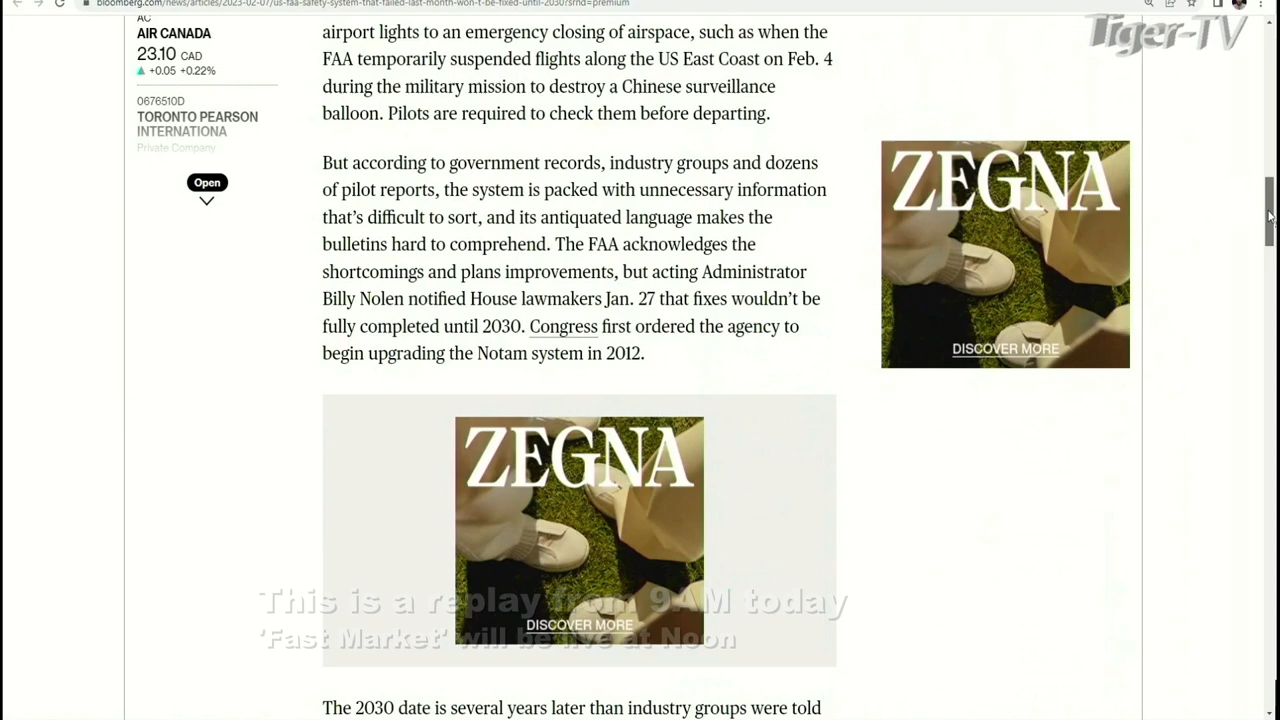 bloomberg.com/news/articles/2023-02-07/us-faa-safety-system-that-failed-last-month-won-t-be-fixed-until-2030?srnd=premium
Tiger-TV
AC
AIR CANADA
23.10 CAD
+0.05 +0.22%
0676510D
TORONTO PEARSON
INTERNATIONA
Private Company
Open
airport lights to an emergency closing of airspace, such as when the
FAA temporarily suspended flights along the US East Coast on Feb. 4
during the military mission to destroy a Chinese surveillance
balloon. Pilots are required to check them before departing.
But according to government records, industry groups and dozens
of pilot reports, the system is packed with unnecessary information
that's difficult to sort, and its antiquated language makes the
bulletins hard to comprehend. The FAA acknowledges the
shortcomings and plans improvements, but acting Administrator
Billy Nolen notified House lawmakers Jan. 27 that fixes wouldn't be
fully completed until 2030. Congress first ordered the agency to
begin upgrading the Notam system in 2012.
ZEGNA
DISCOVER MORE
ZEGNA
DISCOVER MORE
This is a replay from 9AM today
'Fast Market' will be live at Noon
The 2030 date is several years later than industry groups were told